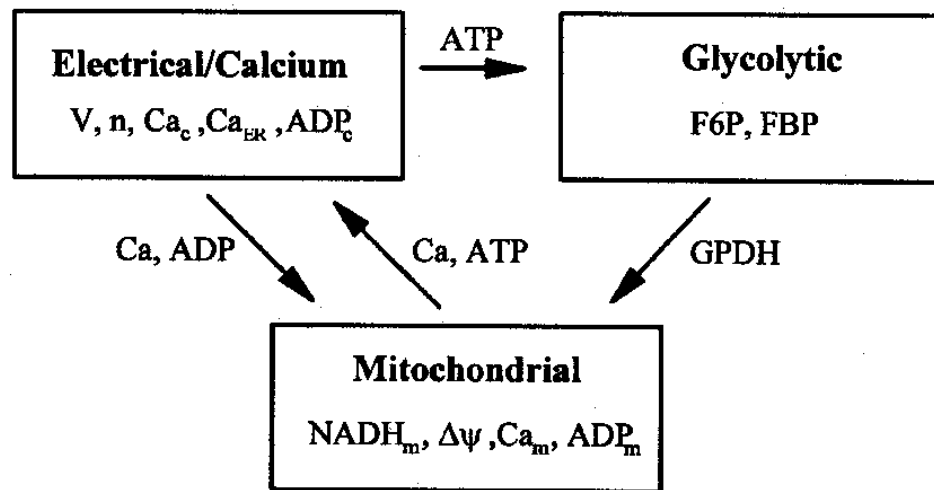 Electrical/Calcium
V, n, Ca_c ,Ca_ER ,ADP_c
ATP
Glycolytic
F6P, FBP
Ca, ADP
Ca, ATP
GPDH
Mitochondrial
NADH_m, Δψ ,Ca_m, ADP_m